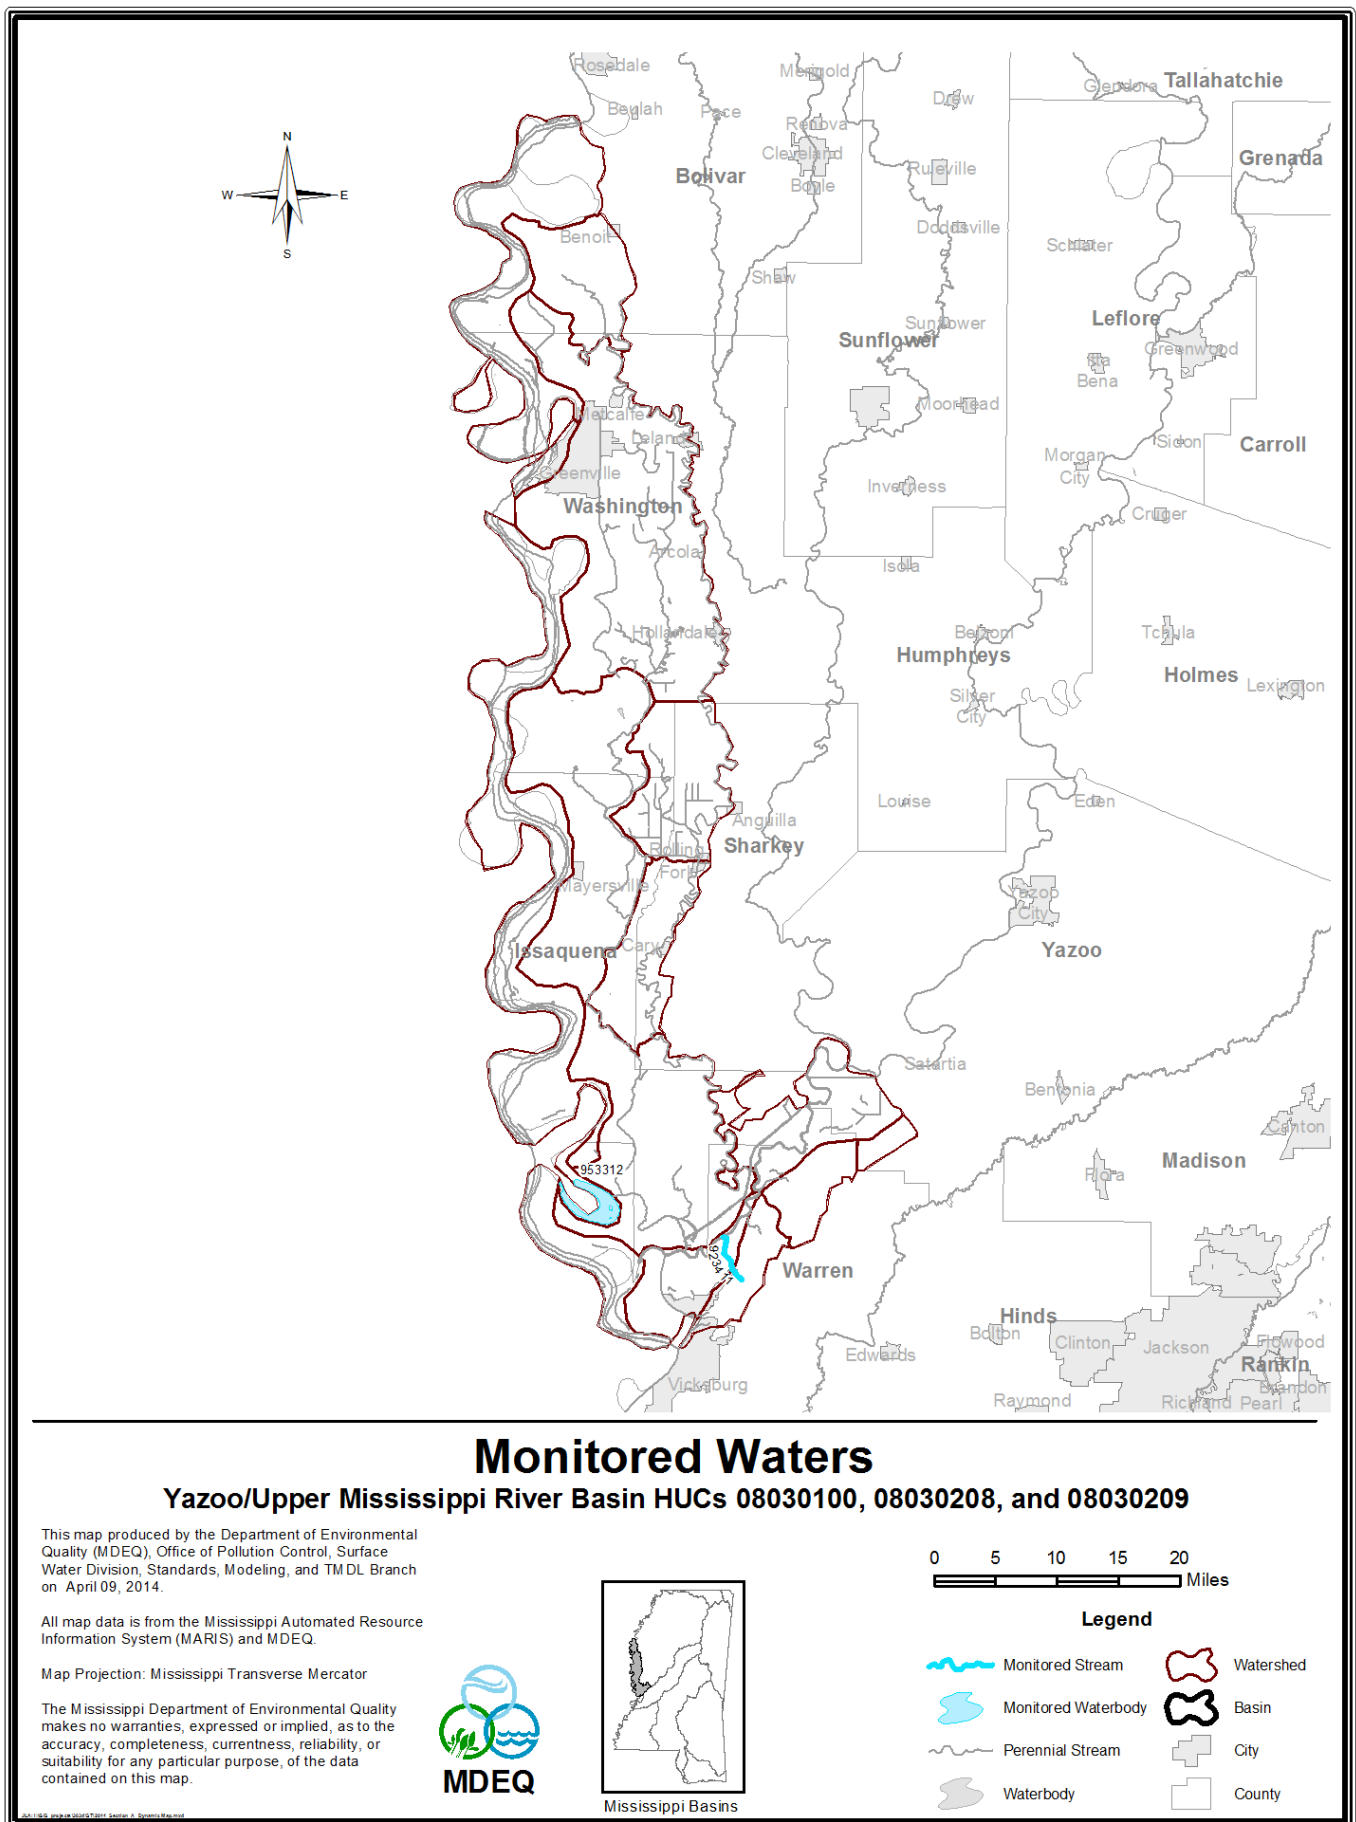 Rosedale
Merigold
Glendora
Tallahatchie
Beulah
Pace
Drew
Renova
N
Cleveland
Grenada
Bolivar
Ruleville
Boyle
W
E
Benoit
Doddsville
Schlater
S
Shaw
Sunflower
Leflore
Sunflower
Greenwood
Itta
Bena
Metcalfe
Moorhead
Leland
Sidon
Carroll
Morgan
City
Greenville
Inverness
Washington
Cruger
Arcola
Isola
Hollandale
Belzoni
Tchula
Humphreys
Holmes
Lexington
Silver
City
Louise
Eden
Anguilla
Rolling
Fork
Sharkey
Mayersville
Yazoo
City
Issaquena
Cary
Yazoo
Satartia
Bentonia
Canton
Madison
953312
Flora
923411
Warren
Hinds
Bolton
Clinton
Jackson
Flowood
Edwards
Rankin
Vicksburg
Brandon
Raymond
Richland
Pearl
Monitored Waters
Yazoo/Upper Mississippi River Basin HUCs 08030100, 08030208, and 08030209
This map produced by the Department of Environmental
Quality (MDEQ), Office of Pollution Control, Surface
Water Division, Standards, Modeling, and TMDL Branch
on April 09, 2014.
All map data is from the Mississippi Automated Resource
Information System (MARIS) and MDEQ.
Map Projection: Mississippi Transverse Mercator
The Mississippi Department of Environmental Quality
makes no warranties, expressed or implied, as to the
accuracy, completeness, currentness, reliability, or
suitability for any particular purpose, of the data
contained on this map.
MDEQ
Mississippi Basins
0 5 10 15 20
Miles
Legend
Monitored Stream
Watershed
Monitored Waterbody
Basin
Perennial Stream
City
Waterbody
County